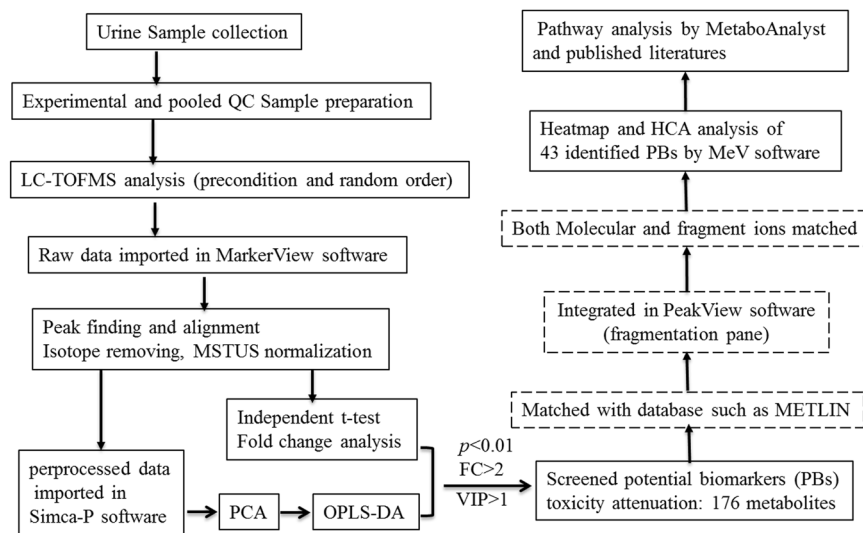 Urine Sample collection
Experimental and pooled QC Sample preparation
LC-TOFMS analysis (precondition and random order)
Raw data imported in MarkerView software
Peak finding and alignment
Isotope removing, MSTUS normalization
Independent t-test
Fold change analysis
perprocessed data
imported in
Simca-P software
PCA
OPLS-DA
p<0.01
FC>2
VIP>1
Screened potential biomarkers (PBs)
toxicity attenuation: 176 metabolites
Matched with database such as METLIN
Integrated in PeakView software
(fragmentation pane)
Both Molecular and fragment ions matched
Heatmap and HCA analysis of
43 identified PBs by MeV software
Pathway analysis by MetaboAnalyst
and published literatures